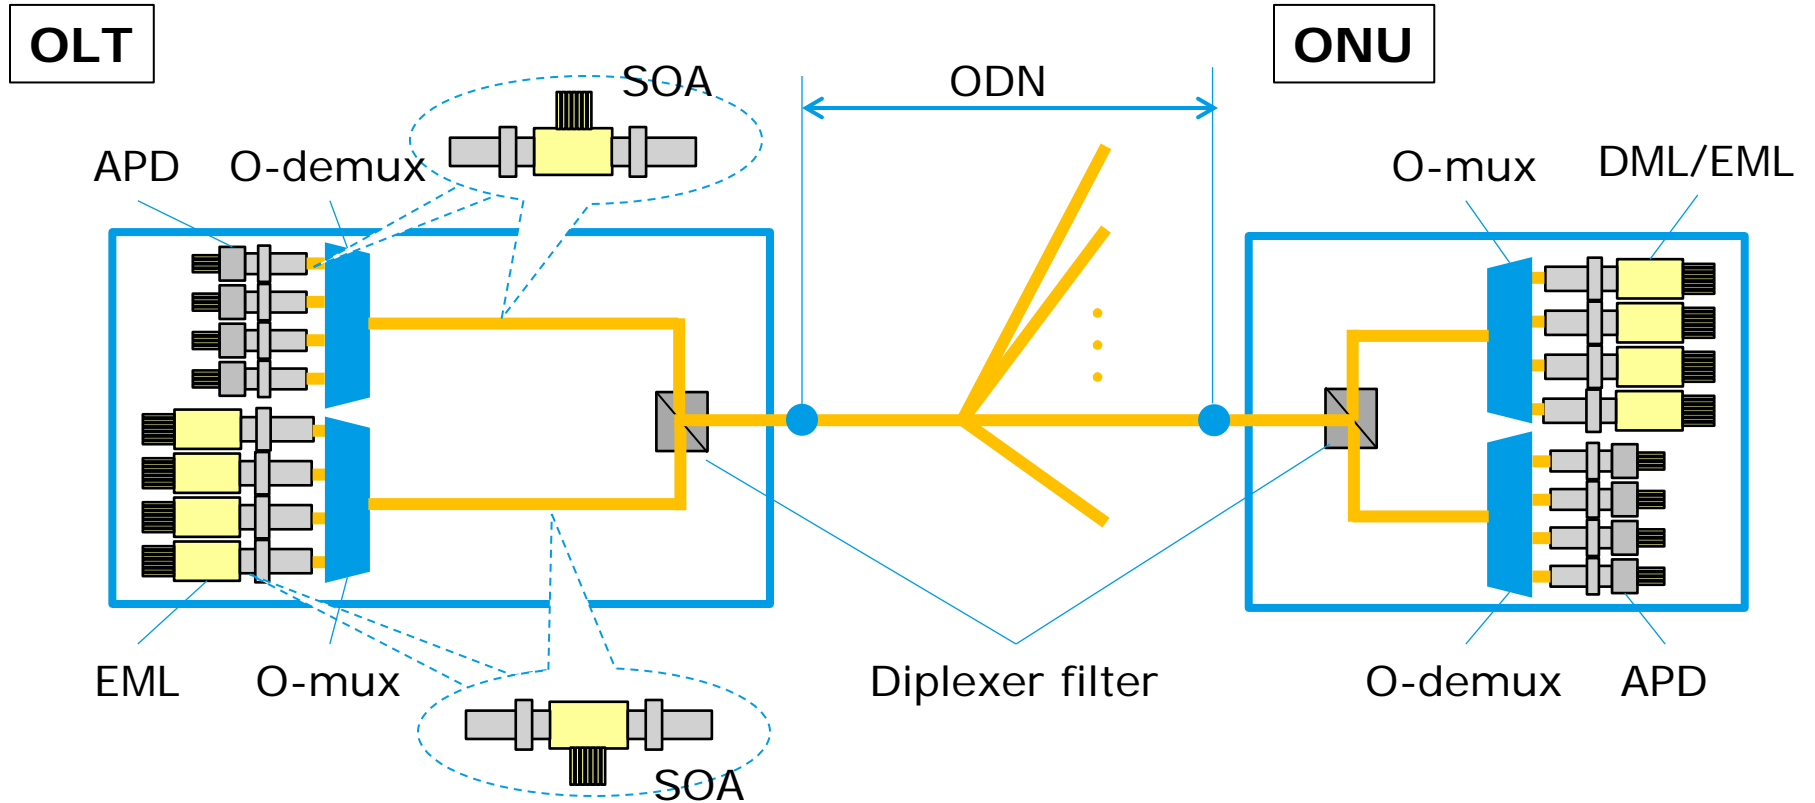 OLT
ONU
SOA
ODN
APD
O-demux
O-mux
DML/EML
EML
O-mux
Diplexer filter
O-demux
APD
SOA